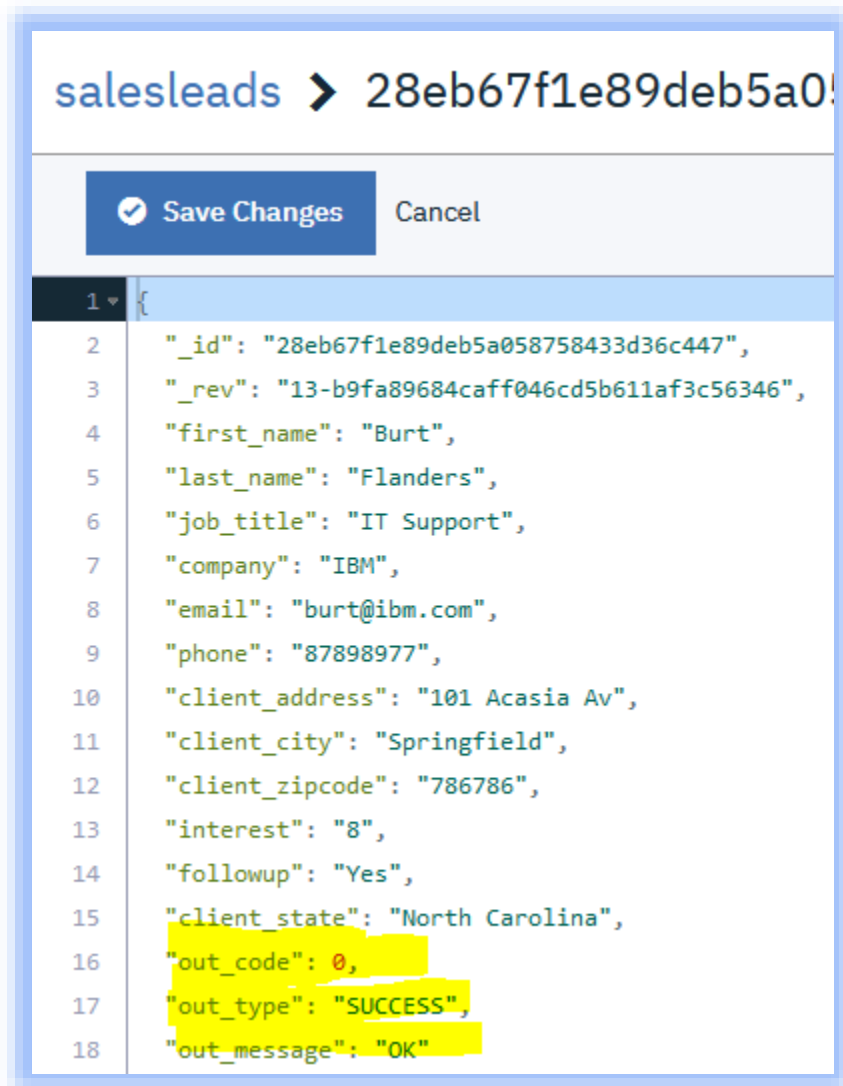 salesleads > 28eb67f1e89deb5a05
Save Changes Cancel
1 {
2 "_id": "28eb67f1e89deb5a058758433d36c447",
3 "_rev": "13-b9fa89684caff046cd5b611af3c56346",
4 "first_name": "Burt",
5 "last_name": "Flanders",
6 "job_title": "IT Support",
7 "company": "IBM",
8 "email": "burt@ibm.com",
9 "phone": "87898977",
10 "client_address": "101 Acasia Av",
11 "client_city": "Springfield",
12 "client_zipcode": "786786",
13 "interest": "8",
14 "followup": "Yes",
15 "client_state": "North Carolina",
16 "out_code": 0,
17 "out_type": "SUCCESS",
18 "out_message": "OK"